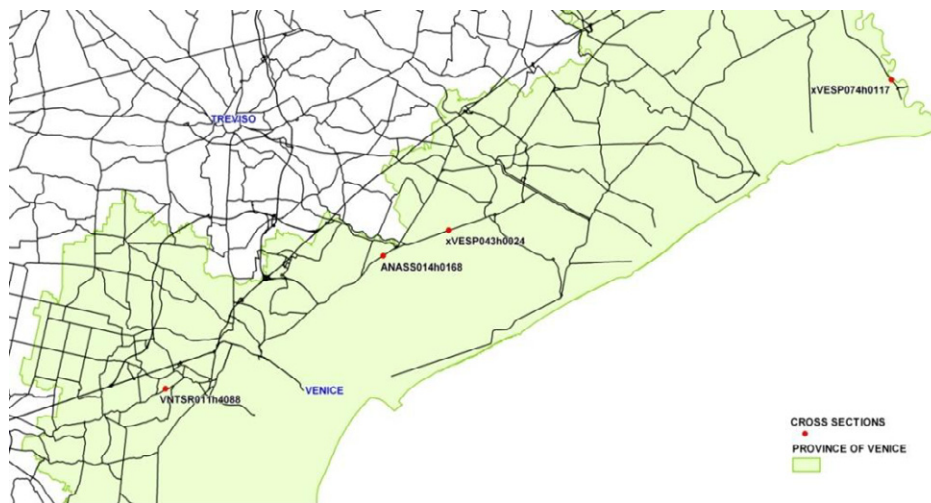 xVESP074h0117
TREVISO
xVESP043h0024
ANASS014h0168
VENICE
VNTSR011h4088
CROSS SECTIONS
PROVINCE OF VENICE